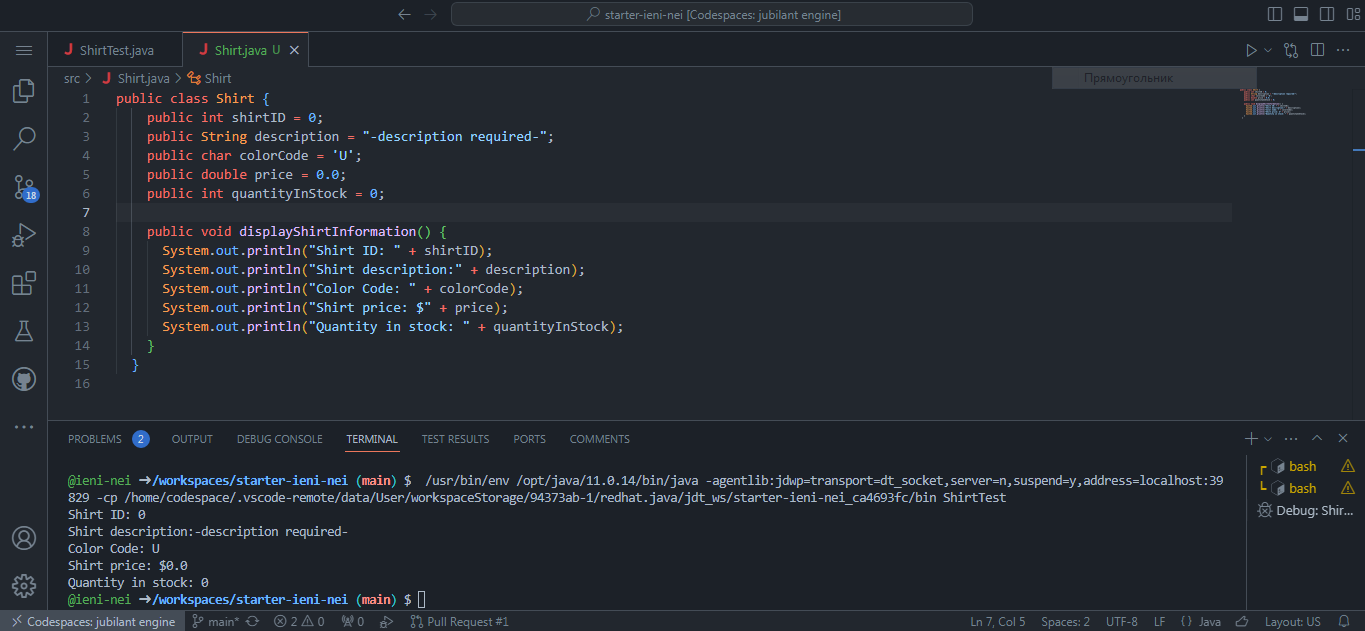 starter-ieni-nei [Codespaces: jubilant engine]
ShirtTest.java
Shirt.java U
src > Shirt.java > Shirt
Прямоугольник
1 public class Shirt {
2 public int shirtID = 0;
3 public String description = "-description required-";
4 public char colorCode = 'U';
5 public double price = 0.0;
6 public int quantityInStock = 0;
7
8 public void displayShirtInformation() {
9 System.out.println("Shirt ID: " + shirtID);
10 System.out.println("Shirt description:" + description);
11 System.out.println("Color Code: " + colorCode);
12 System.out.println("Shirt price: $" + price);
13 System.out.println("Quantity in stock: " + quantityInStock);
14 }
15 }
16
18
PROBLEMS 2 OUTPUT DEBUG CONSOLE TERMINAL TEST RESULTS PORTS COMMENTS
@ieni-nei ➜/workspaces/starter-ieni-nei (main) $ /usr/bin/env /opt/java/11.0.14/bin/java -agentlib:jdwp=transport=dt_socket,server=n,suspend=y,address=localhost:39
829 -cp /home/codespace/.vscode-remote/data/User/workspaceStorage/94373ab-1/redhat.java/jdt_ws/starter-ieni-nei_ca4693fc/bin ShirtTest
Shirt ID: 0
Shirt description:-description required-
Color Code: U
Shirt price: $0.0
Quantity in stock: 0
@ieni-nei ➜/workspaces/starter-ieni-nei (main) $
bash
bash
Debug: Shir...
Codespaces: jubilant engine main* 2 0 0 Pull Request #1 Ln 7, Col 5 Spaces: 2 UTF-8 LF {} Java Layout: US